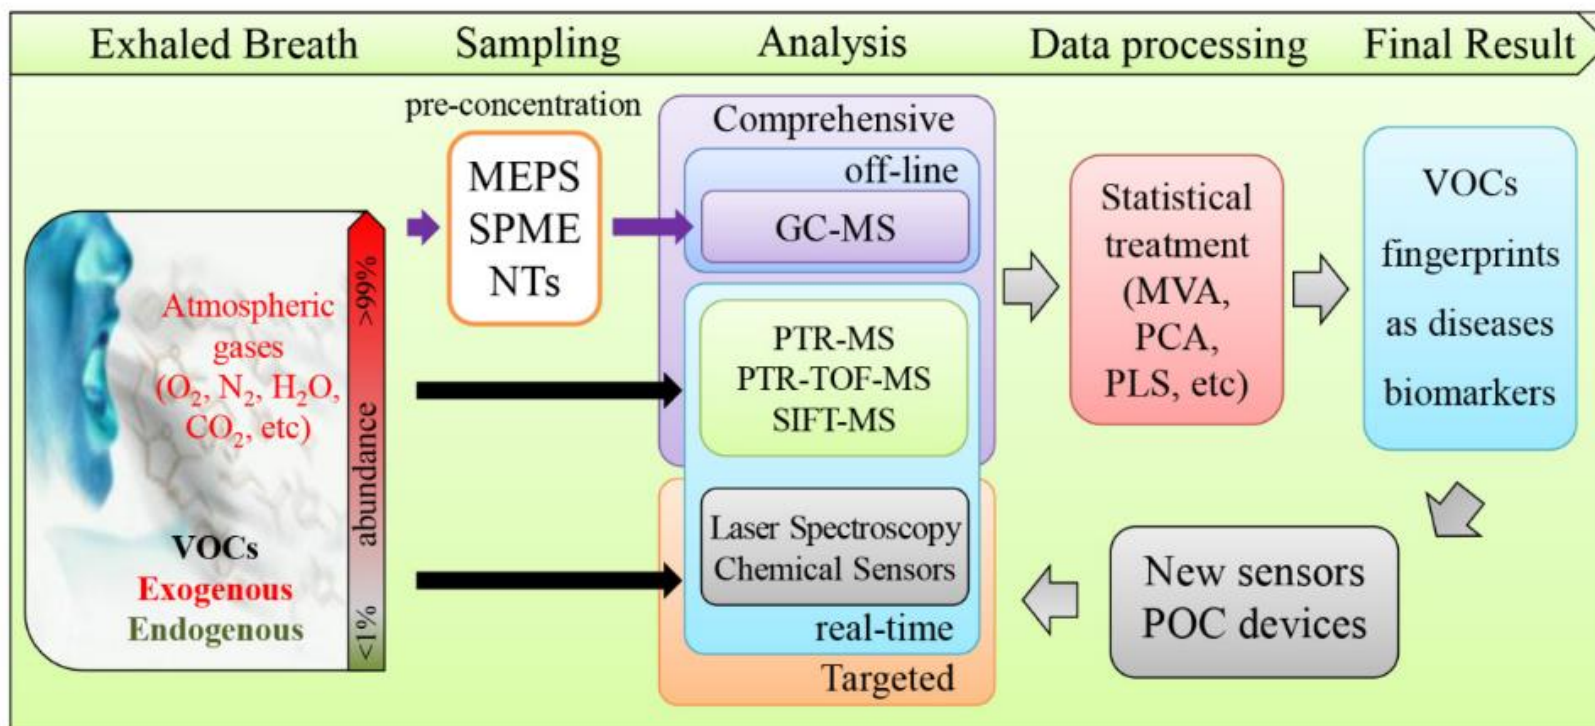 Exhaled Breath
Sampling
Analysis
Data processing
Final Result
pre-concentration
MEPS
SPME
NTs
Atmospheric
gases
(O₂, N₂, H₂O,
CO₂, etc)
VOCs
Exogenous
Endogenous
>99%
abundance
<1%
Comprehensive
off-line
GC-MS
PTR-MS
PTR-TOF-MS
SIFT-MS
Laser Spectroscopy
Chemical Sensors
real-time
Targeted
Statistical
treatment
(MVA,
PCA,
PLS, etc)
VOCs
fingerprints
as diseases
biomarkers
New sensors
POC devices